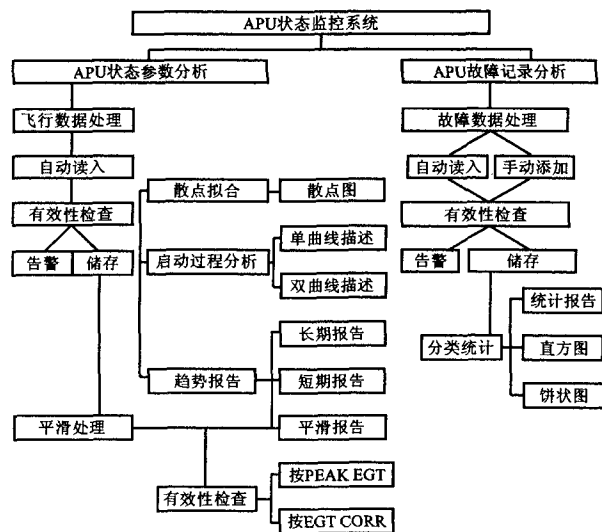 APU状态监控系统
APU状态参数分析
APU故障记录分析
飞行数据处理
故障数据处理
自动读入
自动读入
手动添加
散点拟合
散点图
有效性检查
有效性检查
单曲线描述
告警
储存
启动过程分析
告警
储存
双曲线描述
统计报告
长期报告
分类统计
直方图
趋势报告
短期报告
饼状图
平滑处理
平滑报告
按PEAK EGT
有效性检查
按EGT CORR